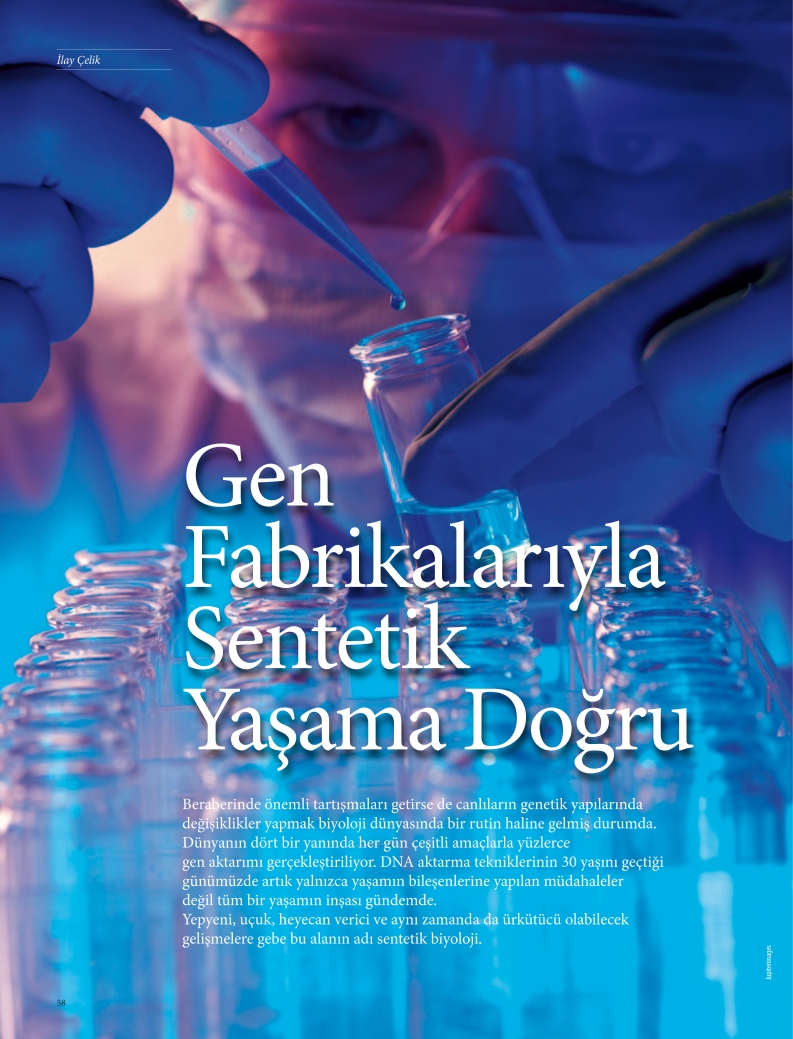 İlay Çelik
Gen
Fabrikalarıyla
Sentetik
Yaşama Doğru
Beraberinde önemli tartışmaları getirse de canlıların genetik yapılarında
değişiklikler yapmak biyoloji dünyasında bir rutin haline gelmiş durumda.
Dünyanın dört bir yanında her gün çeşitli amaçlarla yüzlerce
gen aktarımı gerçekleştiriliyor. DNA aktarma tekniklerinin 30 yaşını geçtiği
günümüzde artık yalnızca yaşamın bileşenlerine yapılan müdahaleler
değil tüm bir yaşamın inşası gündemde.
Yepyeni, uçuk, heyecan verici ve aynı zamanda da ürkütücü olabilecek
gelişmelere gebe bu alanın adı sentetik biyoloji.
58